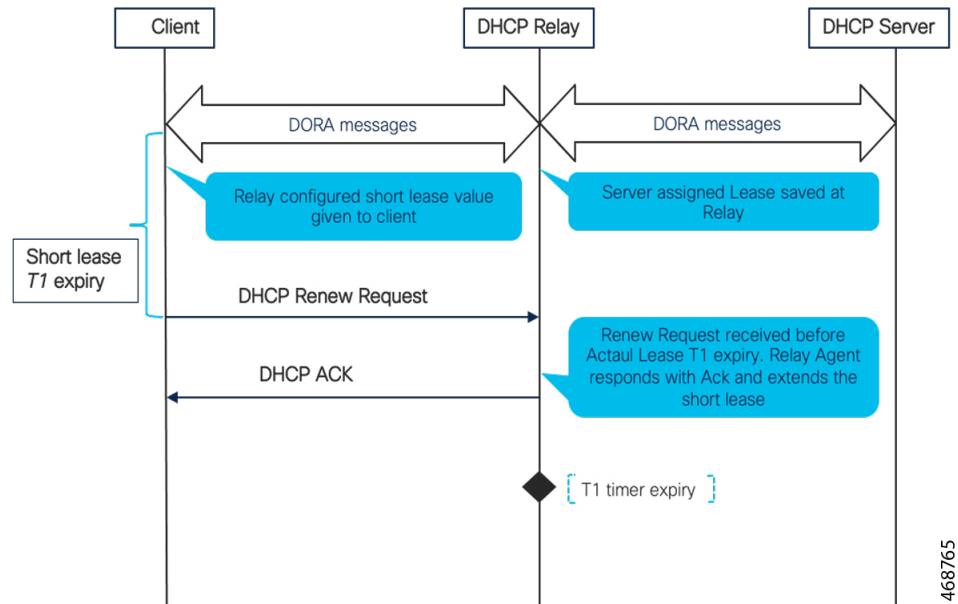 Client
DHCP Relay
DHCP Server
DORA messages
DORA messages
Relay configured short lease value
given to client
Server assigned Lease saved at
Relay
Short lease
T1 expiry
DHCP Renew Request
Renew Request received before
Actaul Lease T1 expiry. Relay Agent
responds with Ack and extends the
short lease
DHCP ACK
T1 timer expiry
468765